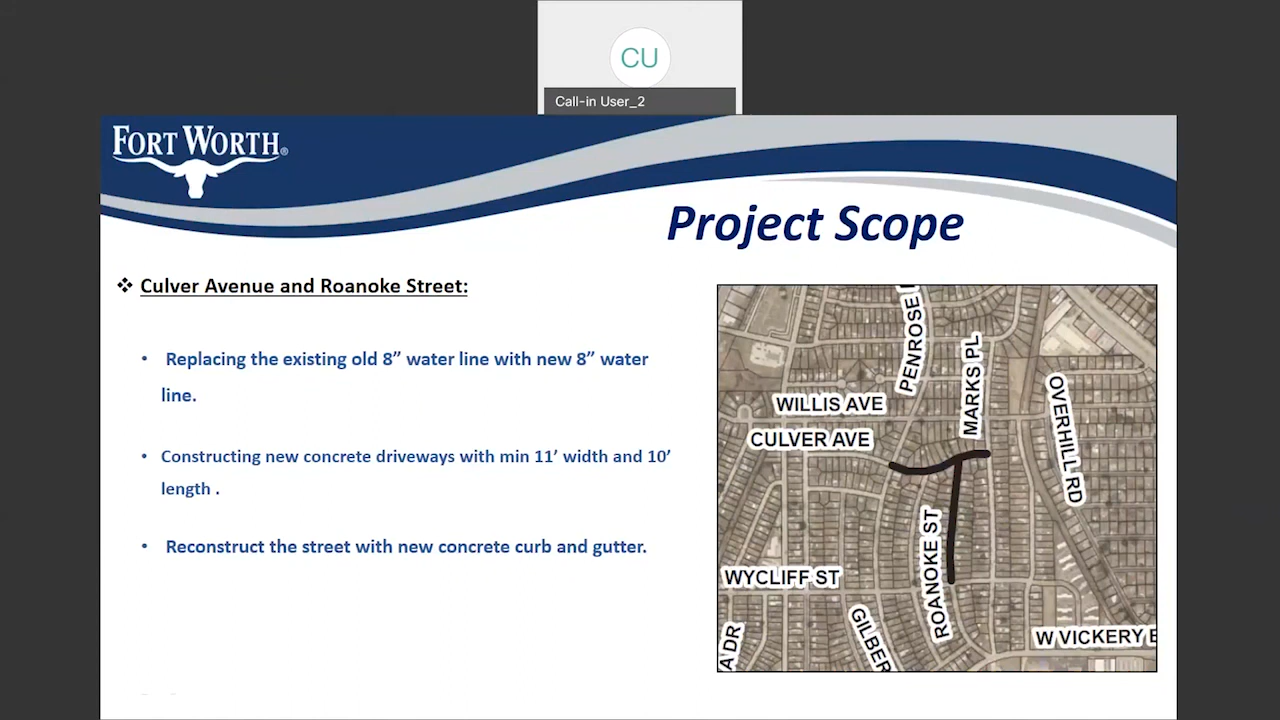 CU
Call-in User_2
FORT WORTH®
Project Scope
❖ Culver Avenue and Roanoke Street:
• Replacing the existing old 8” water line with new 8” water
line.
• Constructing new concrete driveways with min 11’ width and 10’
length .
• Reconstruct the street with new concrete curb and gutter.
PENROSE
MARKS PL
WILLIS AVE
OVERHILL RD
CULVER AVE
ROANOKE ST
WYCLIFF ST
GILBER
W VICKERY B
A DR